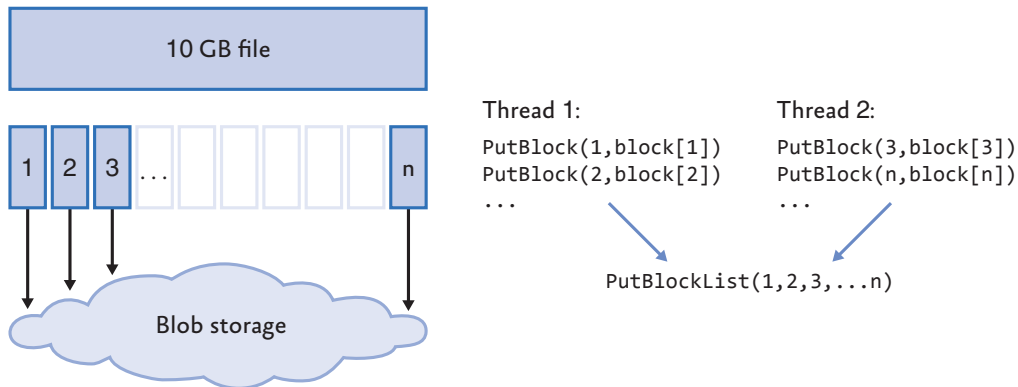 10 GB file
1 2 3 ... n
Blob storage
Thread 1:
PutBlock(1,block[1])
PutBlock(2,block[2])
...
Thread 2:
PutBlock(3,block[3])
PutBlock(n,block[n])
...
PutBlockList(1,2,3,...n)